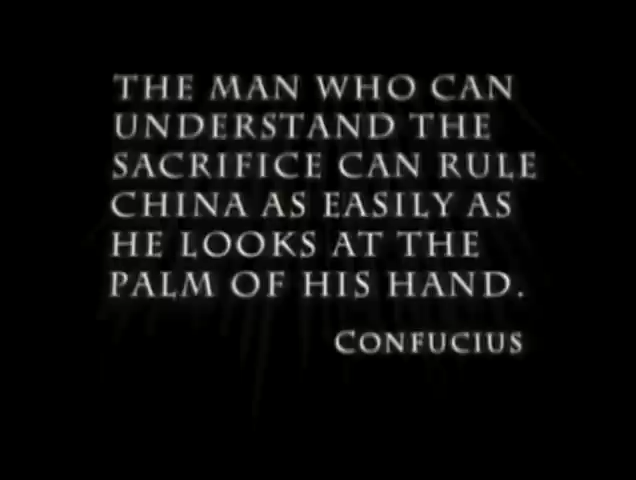 THE MAN WHO CAN
UNDERSTAND THE
SACRIFICE CAN RULE
CHINA AS EASILY AS
HE LOOKS AT THE
PALM OF HIS HAND.
CONFUCIUS